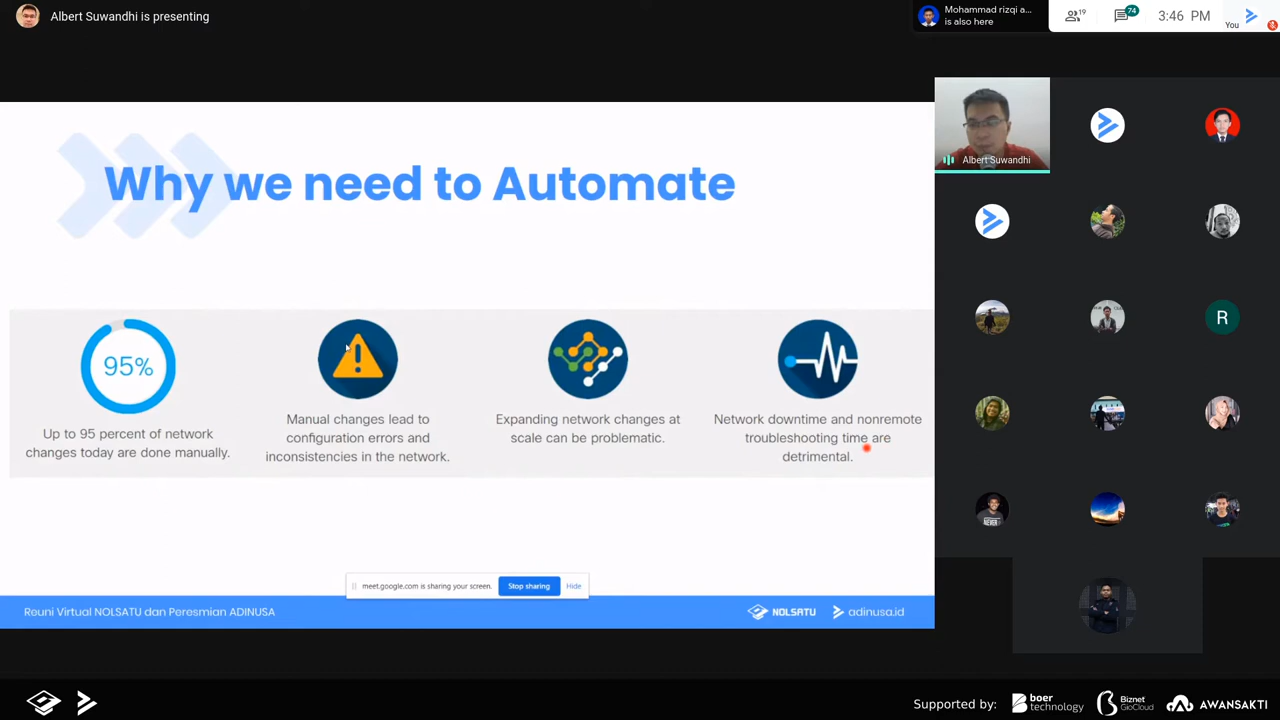 Albert Suwandhi is presenting
Mohammad rizqi a...
is also here
19
74
3:46 PM
You
Why we need to Automate
Albert Suwandhi
R
95%
Up to 95 percent of network
changes today are done manually.
Manual changes lead to
configuration errors and
inconsistencies in the network.
Expanding network changes at
scale can be problematic.
Network downtime and nonremote
troubleshooting time are
detrimental.
meet.google.com is sharing your screen.
Stop sharing
Hide
Reuni Virtual NOLSATU dan Peresmian ADINUSA
NOLSATU
adinusa.id
Supported by:
boer
technology
Biznet
GioCloud
AWANSAKTI